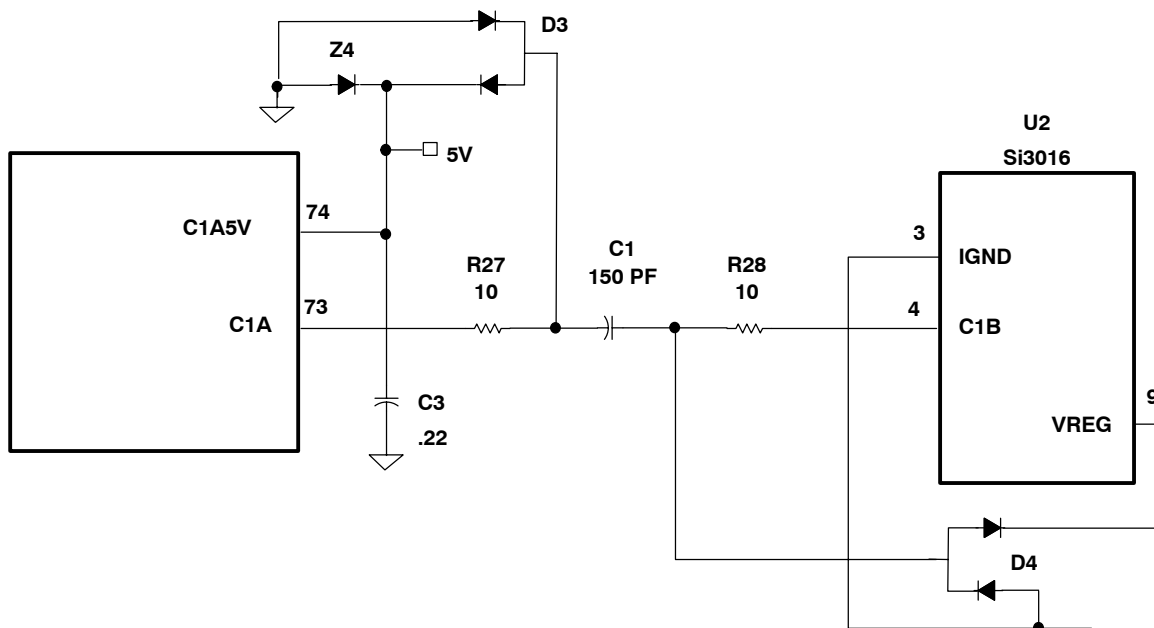 D3
Z4
U2
5V
Si3016
C1A5V
74
3
IGND
C1
R27
150 PF
R28
10
10
73
C1A
4
C1B
C3
9
.22
VREG
D4